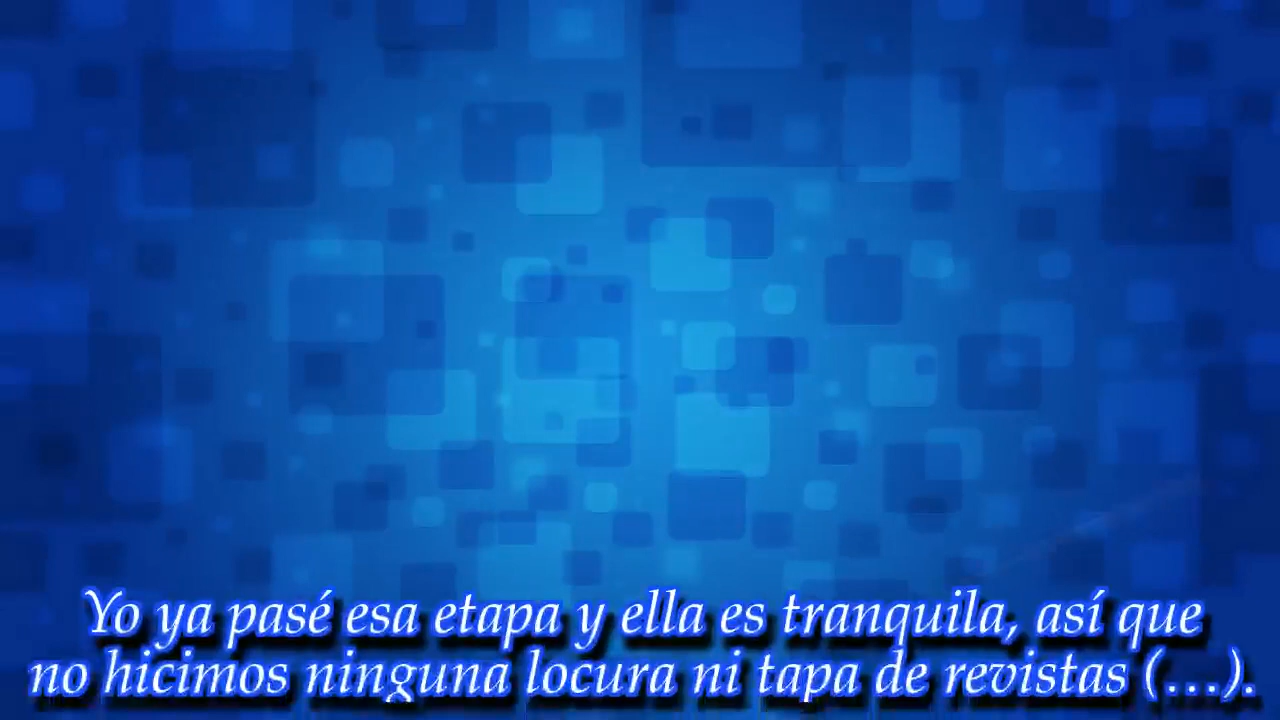 Yo ya pasé esa etapa y ella es tranquila, así que
no hicimos ninguna locura ni tapa de revistas (…).